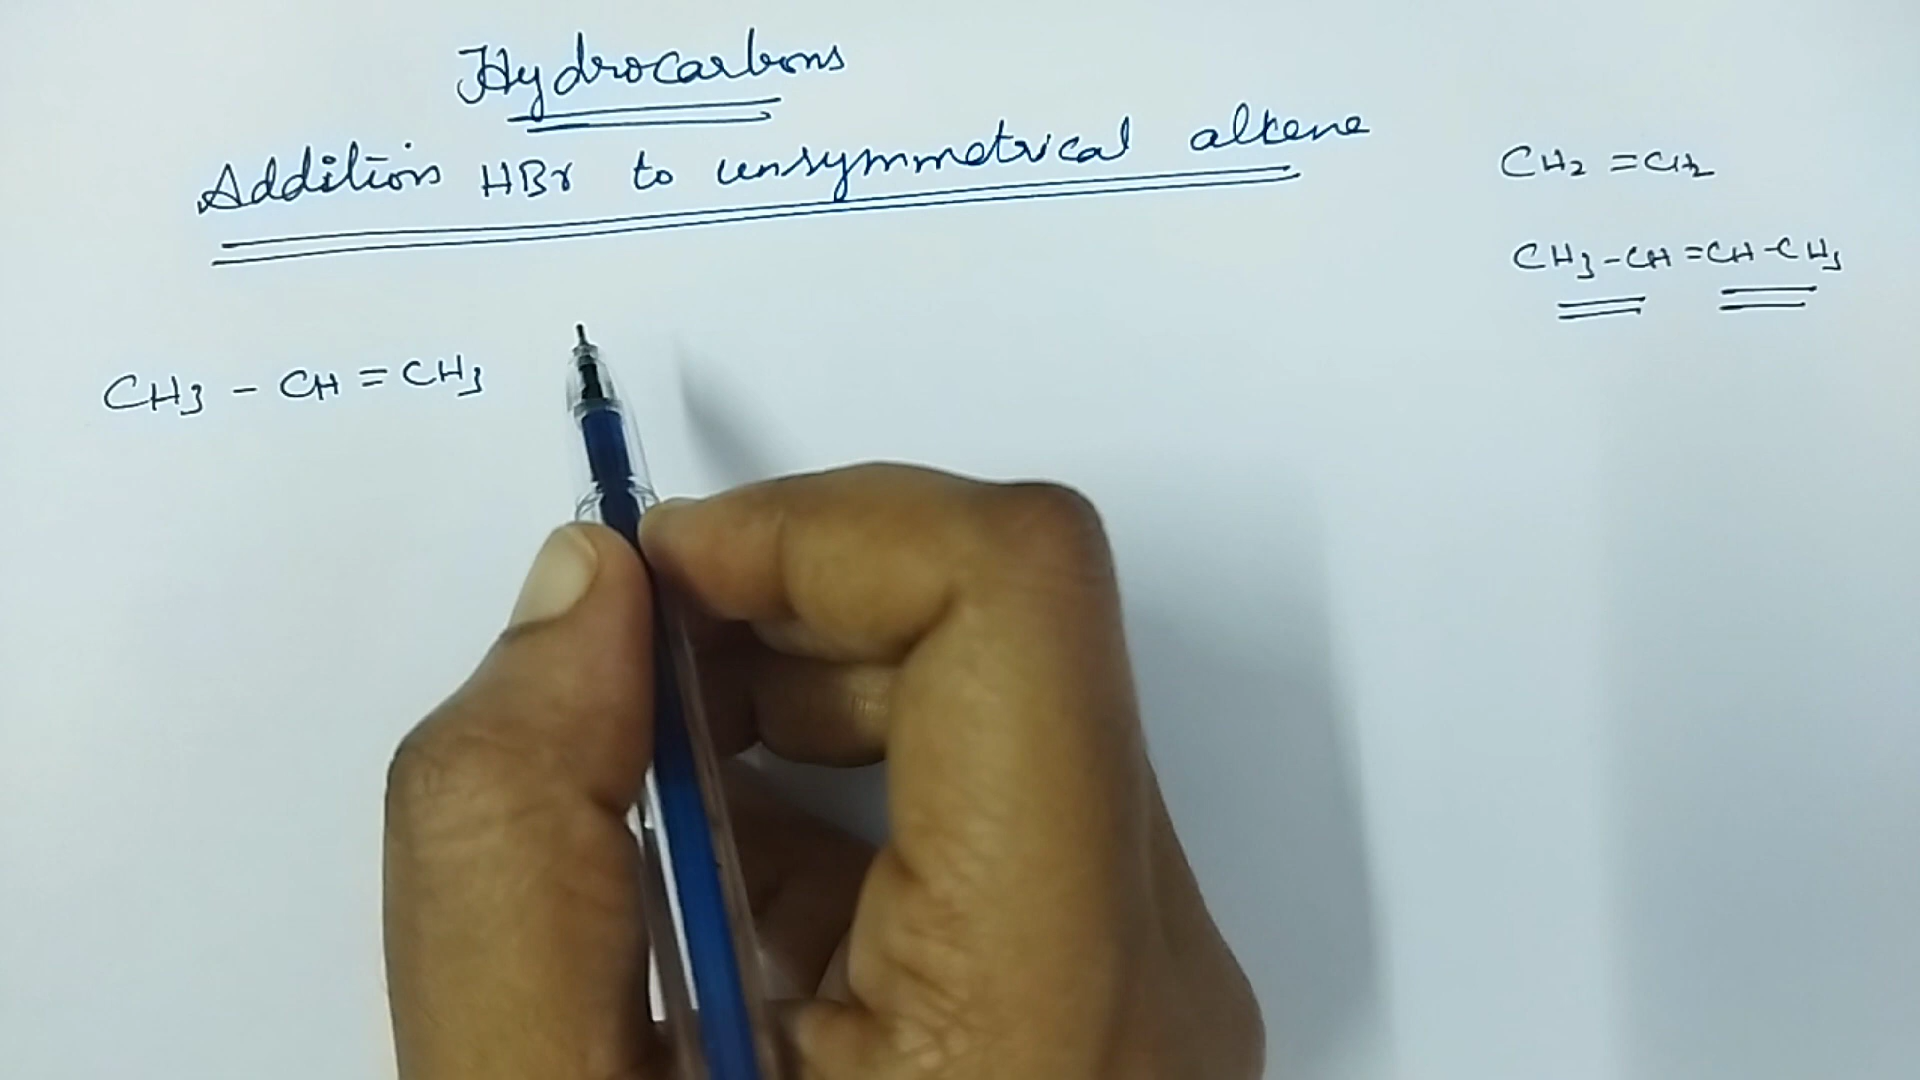 Hydrocarbons
Addition HBr to unsymmetrical alkene
CH2 = CH2
CH3 - CH = CH - CH3
CH3 - CH = CH3